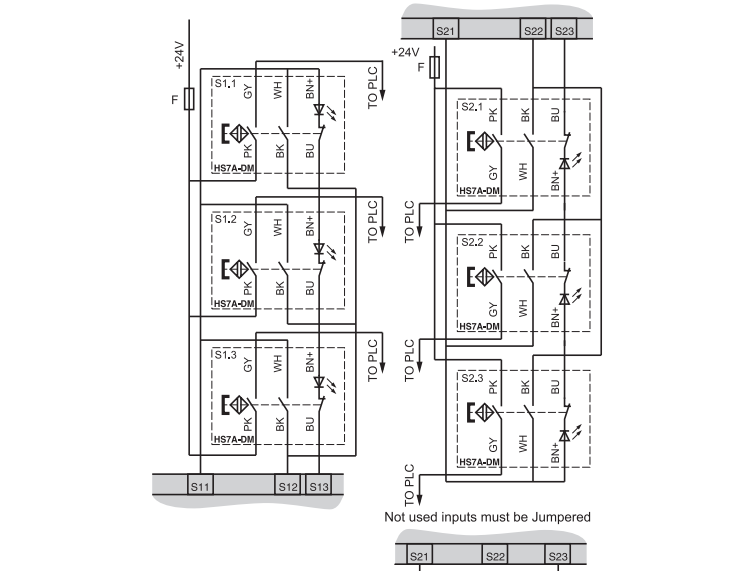 +24V
F
S1.1
GY
WH
BN+
PK
BK
BU
HS7A-DM
TO PLC
S1.2
GY
WH
BN+
PK
BK
BU
HS7A-DM
TO PLC
S1.3
GY
WH
BN+
PK
BK
BU
HS7A-DM
TO PLC
S11
S12
S13
S21
S22
S23
+24V
F
S2.1
PK
BK
BU
GY
WH
BN+
HS7A-DM
TO PLC
S2.2
PK
BK
BU
GY
WH
BN+
HS7A-DM
TO PLC
S2.3
PK
BK
BU
GY
WH
BN+
HS7A-DM
TO PLC
Not used inputs must be Jumpered
S21
S22
S23